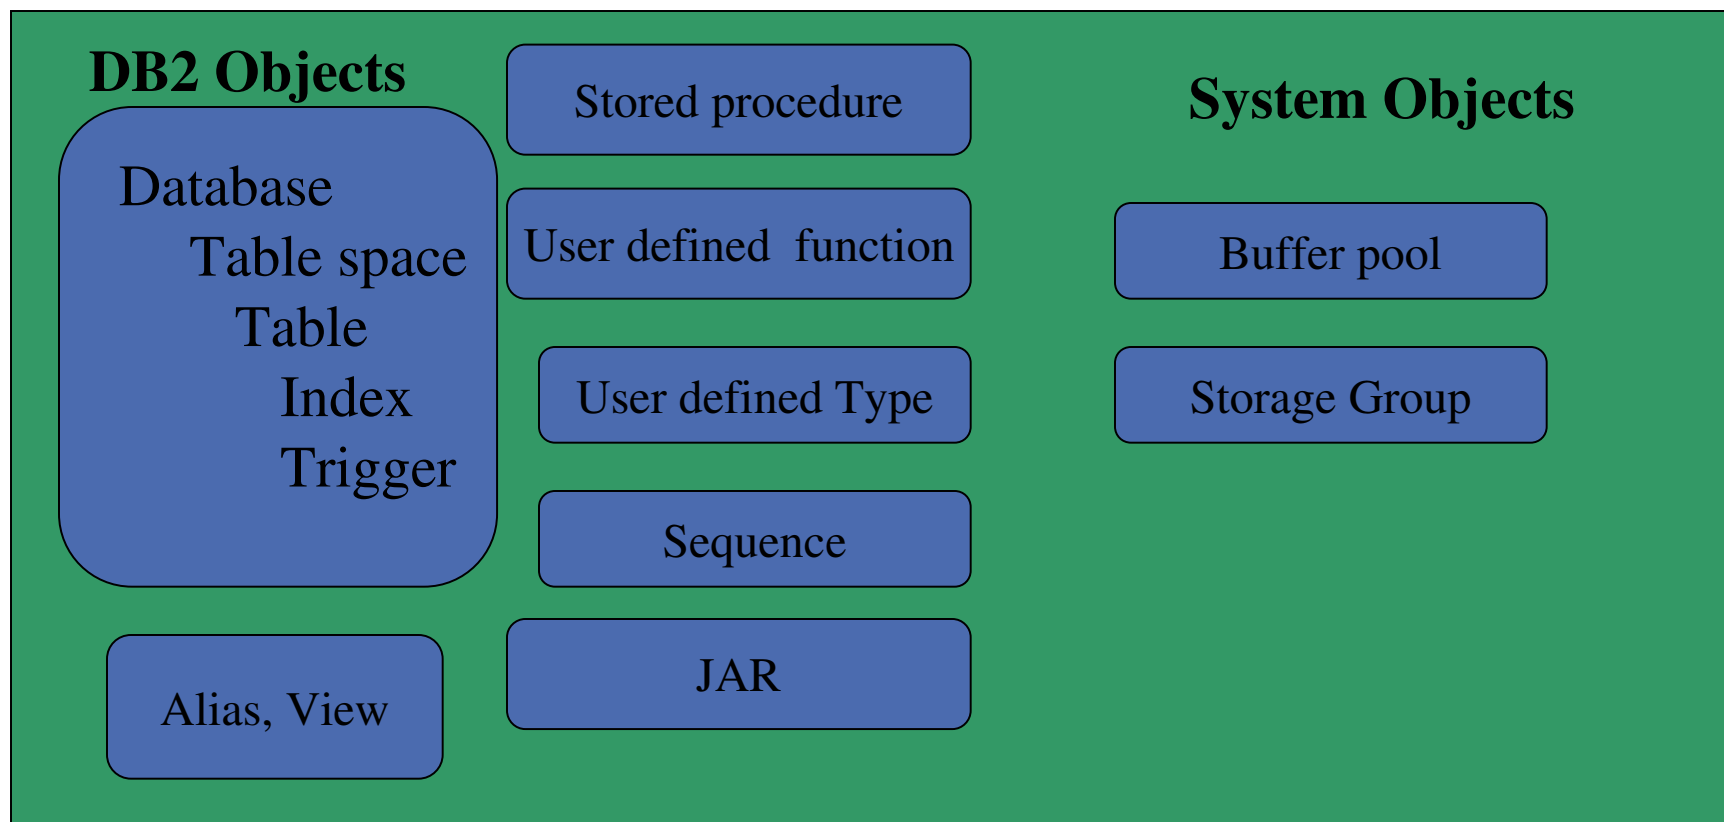 DB2 Objects
Database
Table space
Table
Index
Trigger
Alias, View
Stored procedure
User defined  function
User defined Type
Sequence
JAR
System Objects
Buffer pool
Storage Group